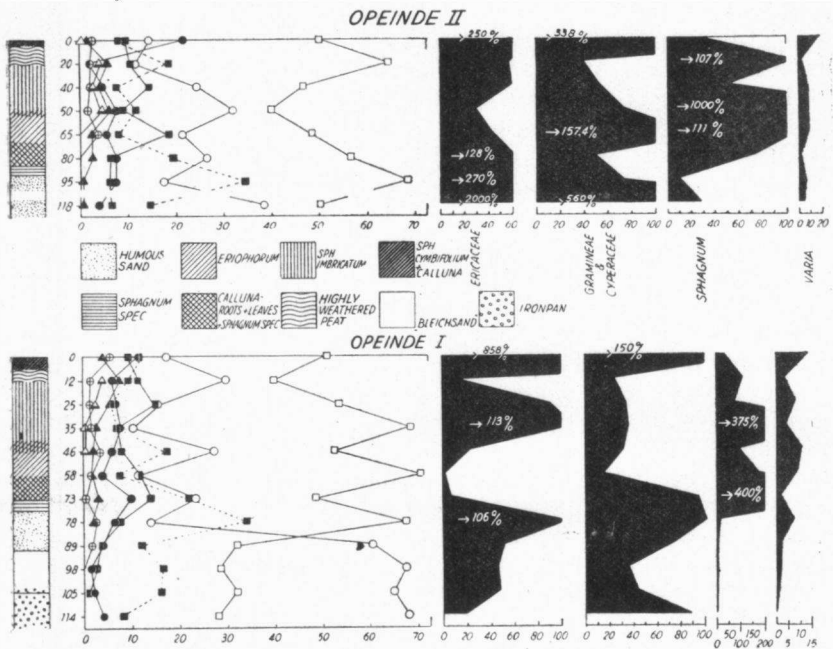 OPEINDE II
0
20
40
50
65
80
95
118
0 10 20 30 40 50 60 70
→250%
128%
→270%
→2000%
0 20 40 60
→338%
→157.4%
→560%
0 20 40 60 80 100
→107%
→1000%
→111%
0 20 40 60 80 100
0 10 20
ERICACEAE
GRAMINEAE & CYPERACEAE
SPHAGNUM
VARIA
HUMOUS SAND
ERIOPHORUM
SPH IMBRICATUM
SPH CYMBIFOLIUM CALLUNA
SPHAGNUM SPEC
CALLUNA-ROOTS + LEAVES + SPHAGNUM SPEC
HIGHLY WEATHERED PEAT
BLEICHSAND
IRONPAN
OPEINDE I
0
12
25
35
46
58
73
78
89
98
105
114
0 10 20 30 40 50 60 70
→858%
→113%
→106%
0 20 40 60 80 100
→150%
0 20 40 60 80 100
→375%
→400%
50 150
0 100 200
0 10
5 15